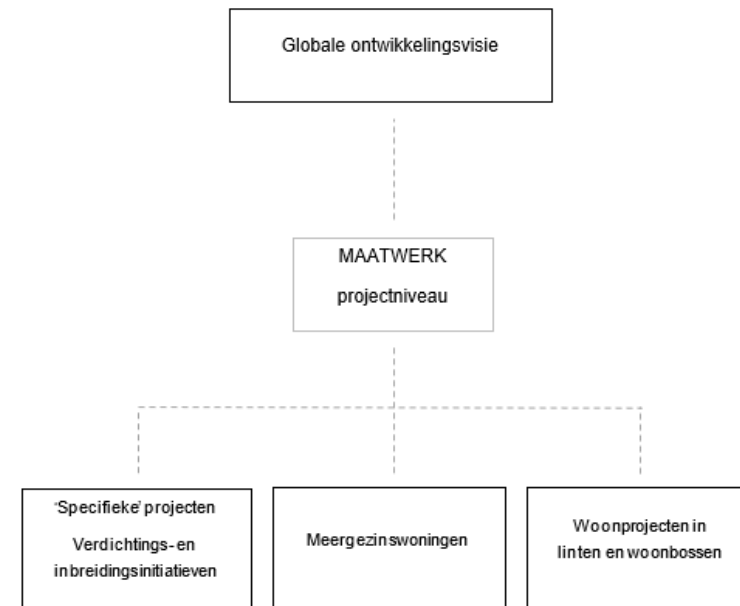 Globale ontwikkelingsvisie
MAATWERK
projectniveau
'Specifieke' projecten
Verdichtings- en
inbreidingsinitiatieven
Meergezinswoningen
Woonprojecten in
linten en woonbossen